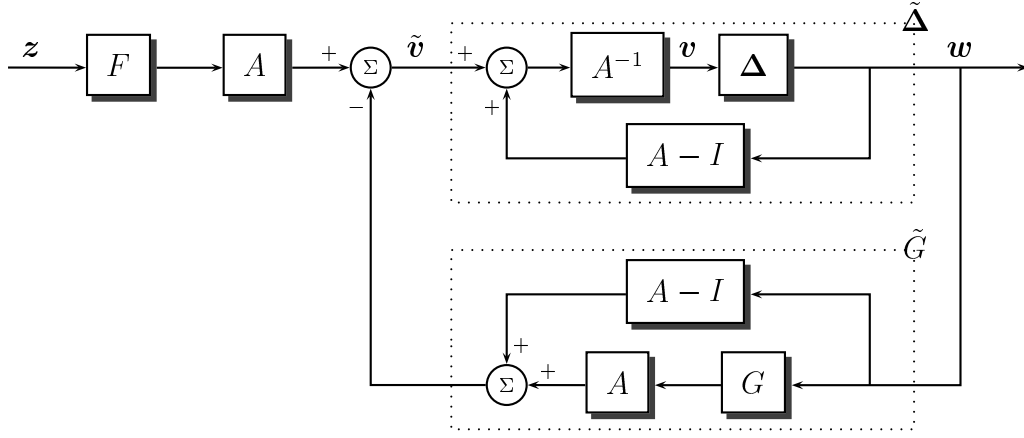 Δ̃
z F A + Σ ṽ + Σ A⁻¹ v Δ w
− +
A − I
G̃
A − I
+
Σ + A G